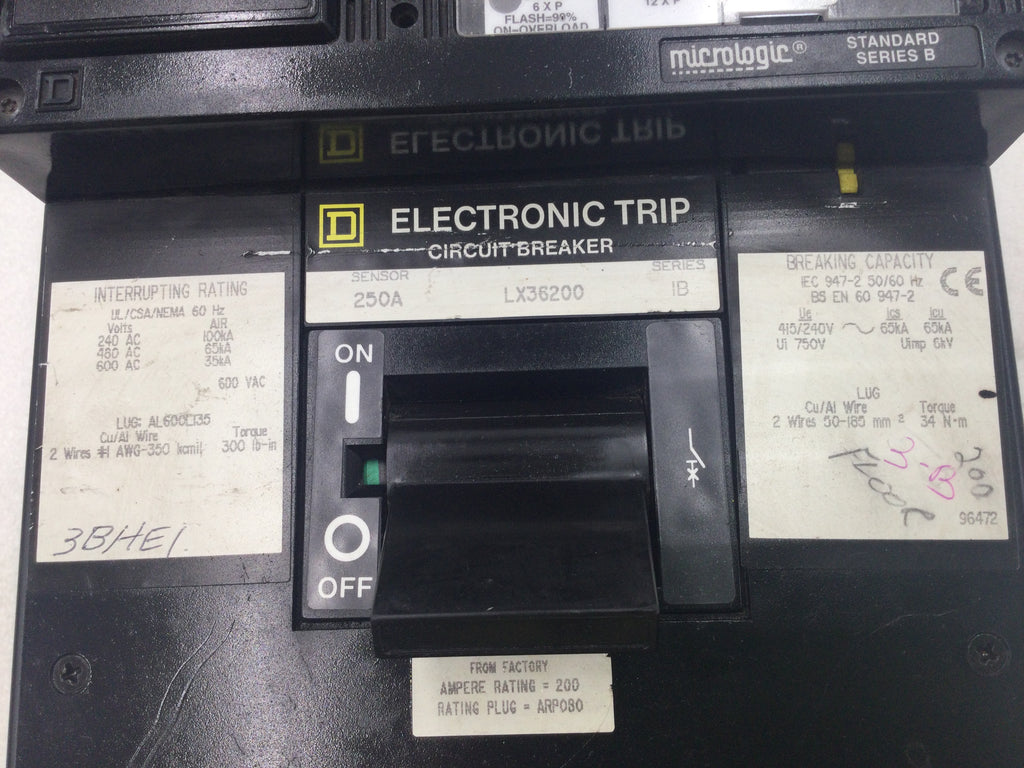 6 X P
FLASH=90%
ON-OVERLOAD
12 X P
micrologic®
STANDARD
SERIES B
D
ELECTRONIC TRIP
D
D ELECTRONIC TRIP
CIRCUIT BREAKER
SENSOR
250A
LX36200
SERIES
IB
INTERRUPTING RATING
UL/CSA/NEMA 60 Hz
Volts AIR
240 AC 100kA
480 AC 65kA
600 AC 35kA
600 VAC
LUG: AL600LI35
Cu/Al Wire Torque
2 Wires #1 AWG-350 kcmil 300 lb-in
3BHE1
ON
OFF
BREAKING CAPACITY
IEC 947-2 50/60 Hz
BS EN 60 947-2
CE
Ue Ics Icu
415/240V ~ 65kA 65kA
Ui 750V Uimp 6kV
LUG
Cu/Al Wire Torque
2 Wires 50-185 mm² 34 N·m
3-B
FLOOR
200
96472
FROM FACTORY
AMPERE RATING = 200
RATING PLUG = ARP080